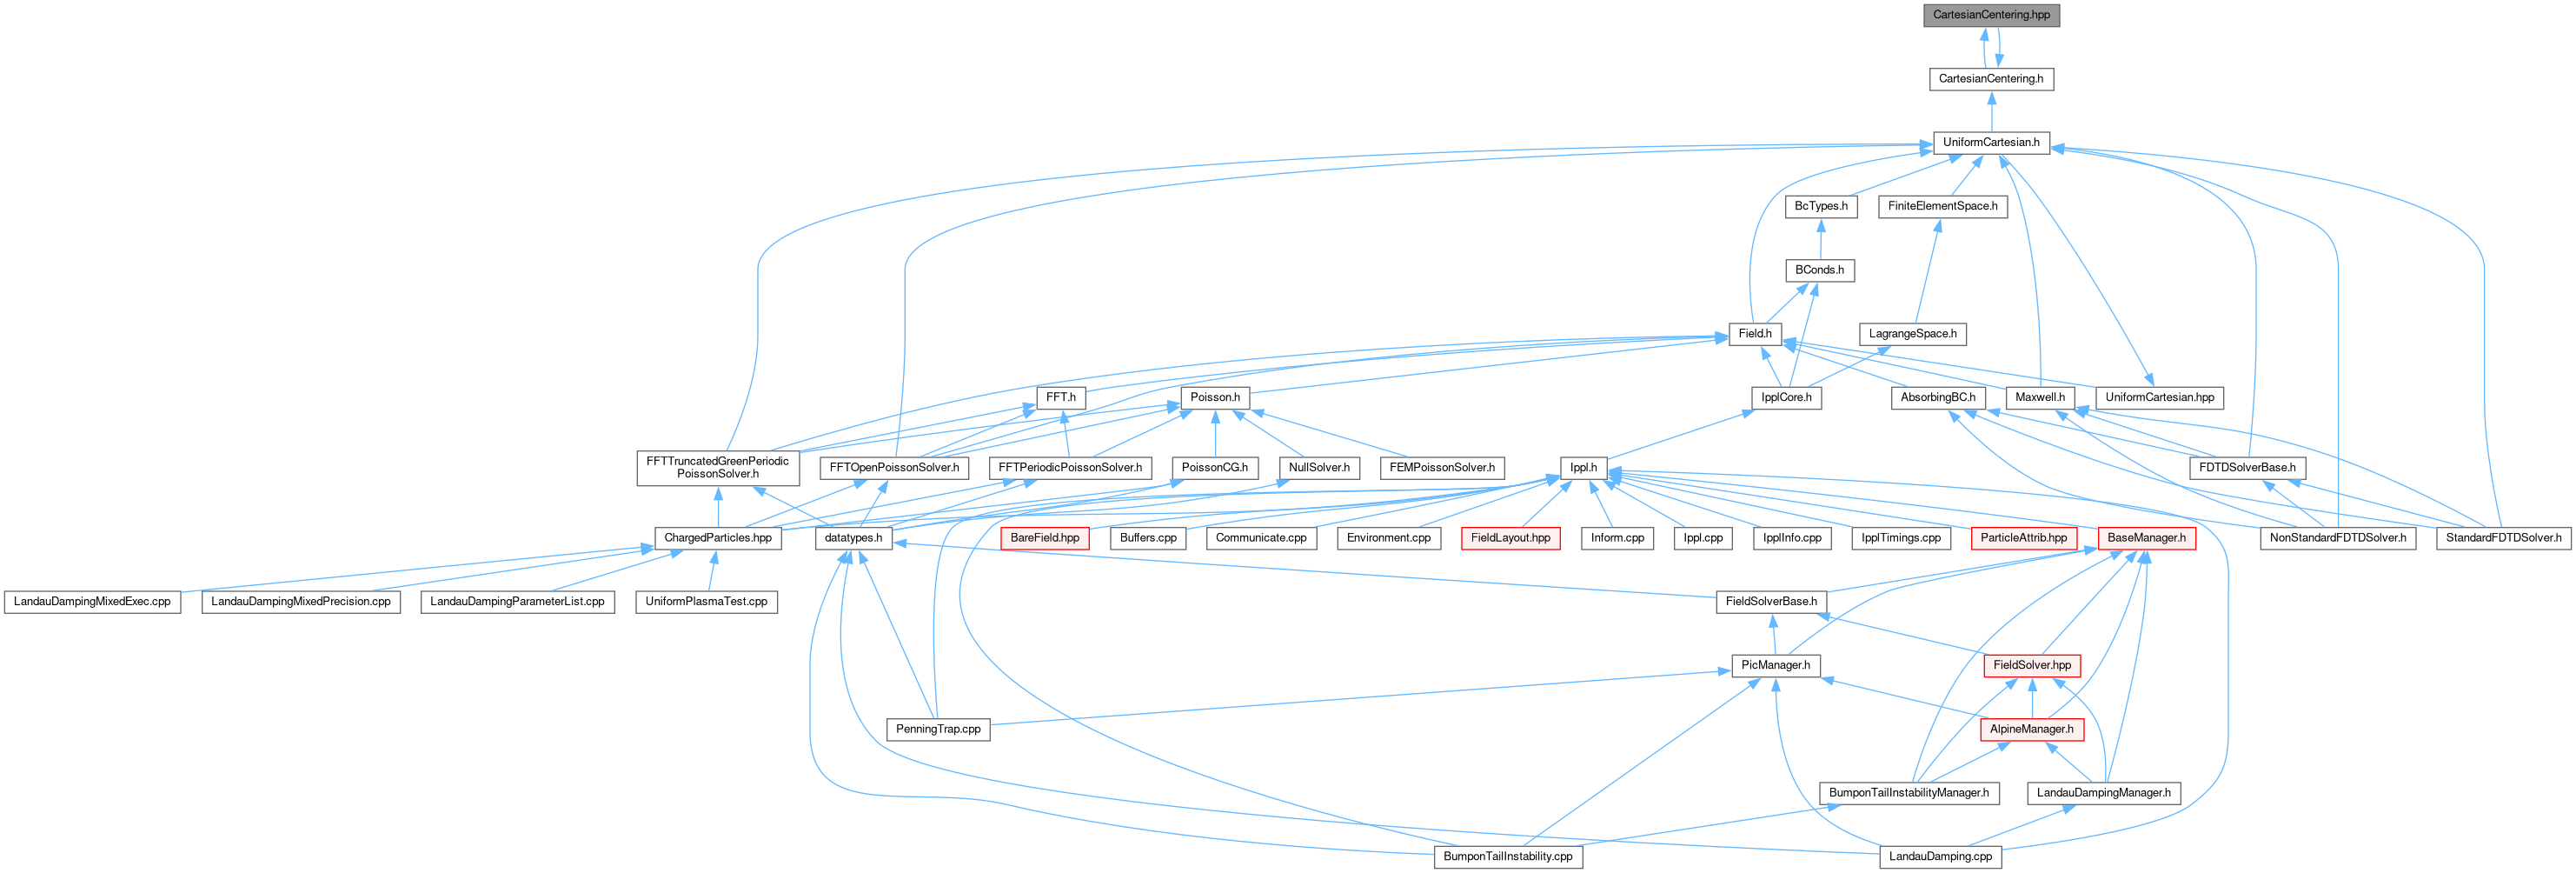 CartesianCentering.hpp
CartesianCentering.h
UniformCartesian.h
BcTypes.h
FiniteElementSpace.h
BConds.h
Field.h
LagrangeSpace.h
FFT.h
Poisson.h
IpplCore.h
AbsorbingBC.h
Maxwell.h
UniformCartesian.hpp
FFTTruncatedGreenPeriodic
PoissonSolver.h
FFTOpenPoissonSolver.h
FFTPeriodicPoissonSolver.h
PoissonCG.h
NullSolver.h
FEMPoissonSolver.h
Ippl.h
FDTDSolverBase.h
ChargedParticles.hpp
datatypes.h
BareField.hpp
Buffers.cpp
Communicate.cpp
Environment.cpp
FieldLayout.hpp
Inform.cpp
Ippl.cpp
IpplInfo.cpp
IpplTimings.cpp
ParticleAttrib.hpp
BaseManager.h
NonStandardFDTDSolver.h
StandardFDTDSolver.h
LandauDampingMixedExec.cpp
LandauDampingMixedPrecision.cpp
LandauDampingParameterList.cpp
UniformPlasmaTest.cpp
FieldSolverBase.h
PicManager.h
FieldSolver.hpp
PenningTrap.cpp
AlpineManager.h
BumponTailInstabilityManager.h
LandauDampingManager.h
BumponTailInstability.cpp
LandauDamping.cpp